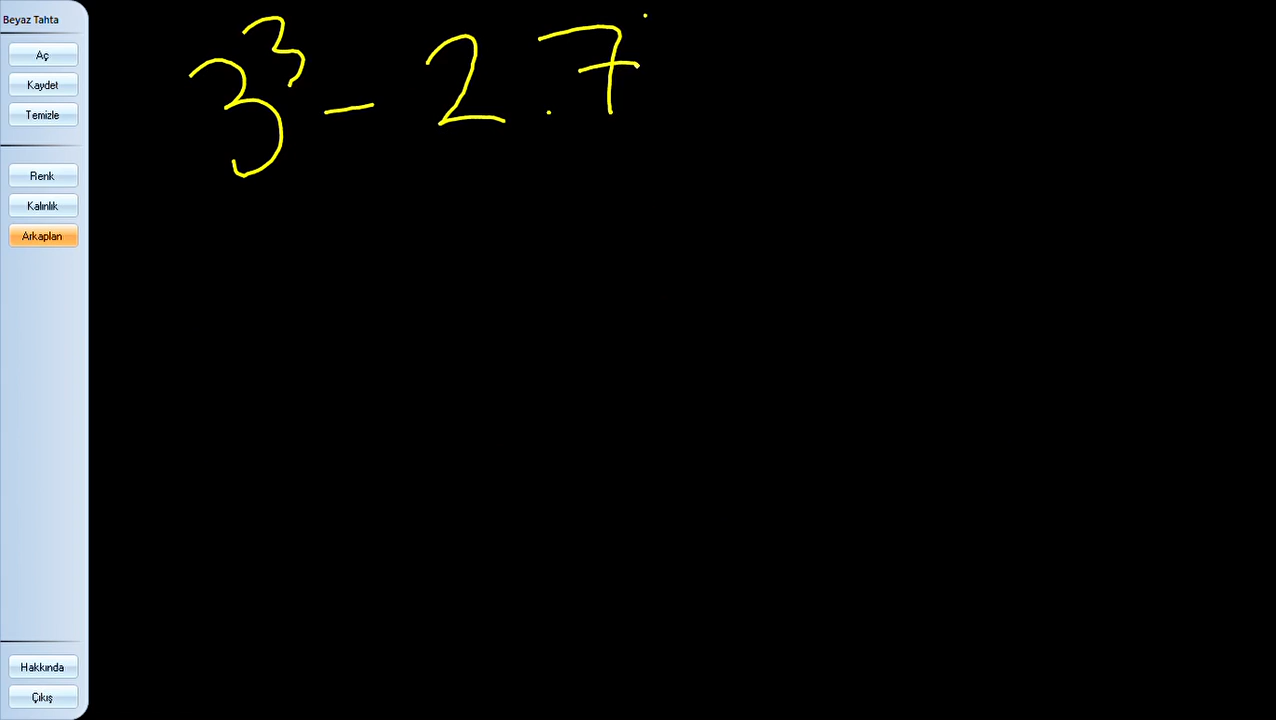 Beyaz Tahta
Aç
Kaydet
Temizle
Renk
Kalınlık
Arkaplan
Hakkında
Çıkış
3³ - 2.7